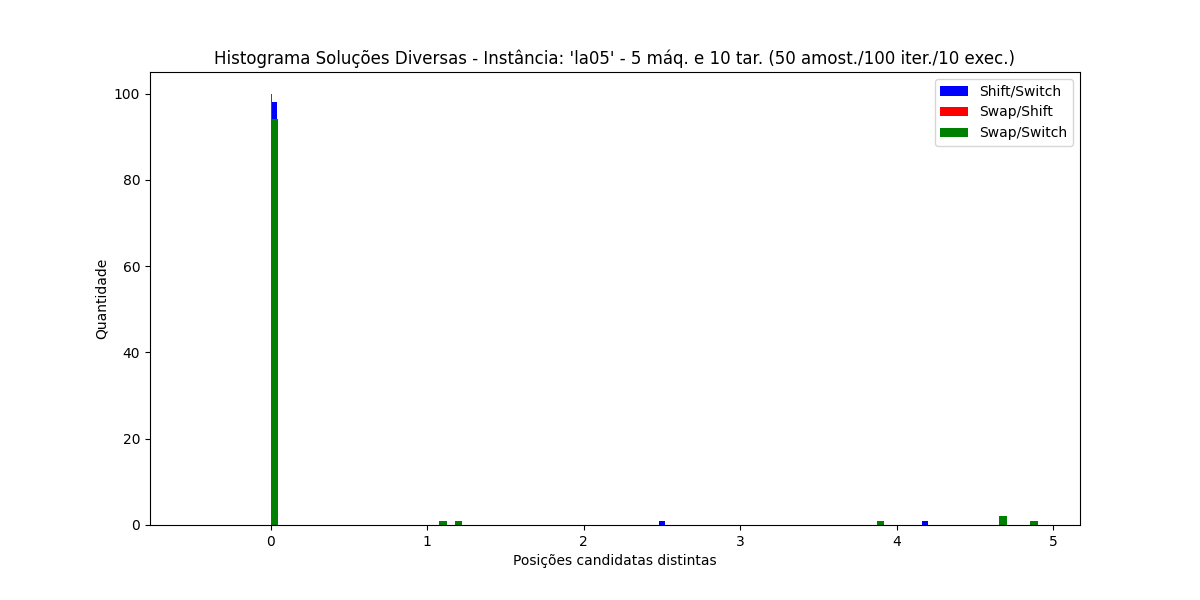 Histograma Soluções Diversas - Instância: 'la05' - 5 máq. e 10 tar. (50 amost./100 iter./10 exec.)
Shift/Switch
Swap/Shift
Swap/Switch
Quantidade
100
80
60
40
20
0
0 1 2 3 4 5
Posições candidatas distintas